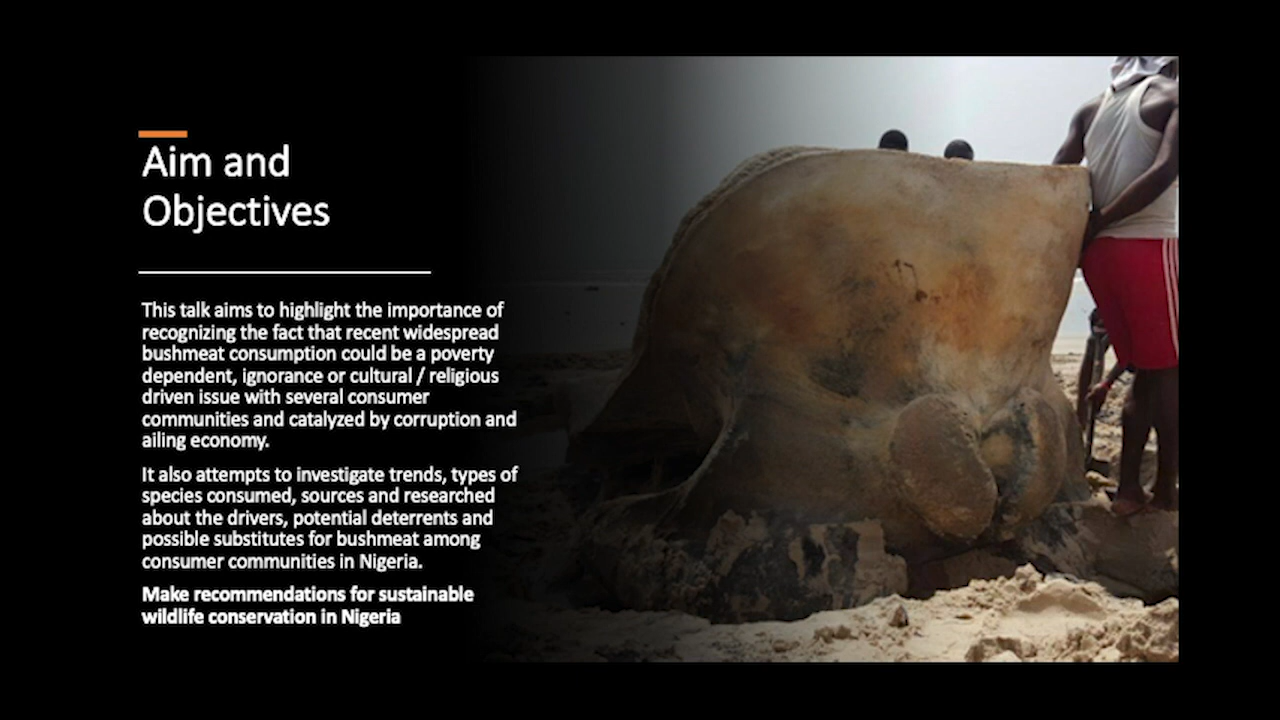 Aim and
Objectives
This talk aims to highlight the importance of
recognizing the fact that recent widespread
bushmeat consumption could be a poverty
dependent, ignorance or cultural / religious
driven issue with several consumer
communities and catalyzed by corruption and
ailing economy.
It also attempts to investigate trends, types of
species consumed, sources and researched
about the drivers, potential deterrents and
possible substitutes for bushmeat among
consumer communities in Nigeria.
Make recommendations for sustainable
wildlife conservation in Nigeria